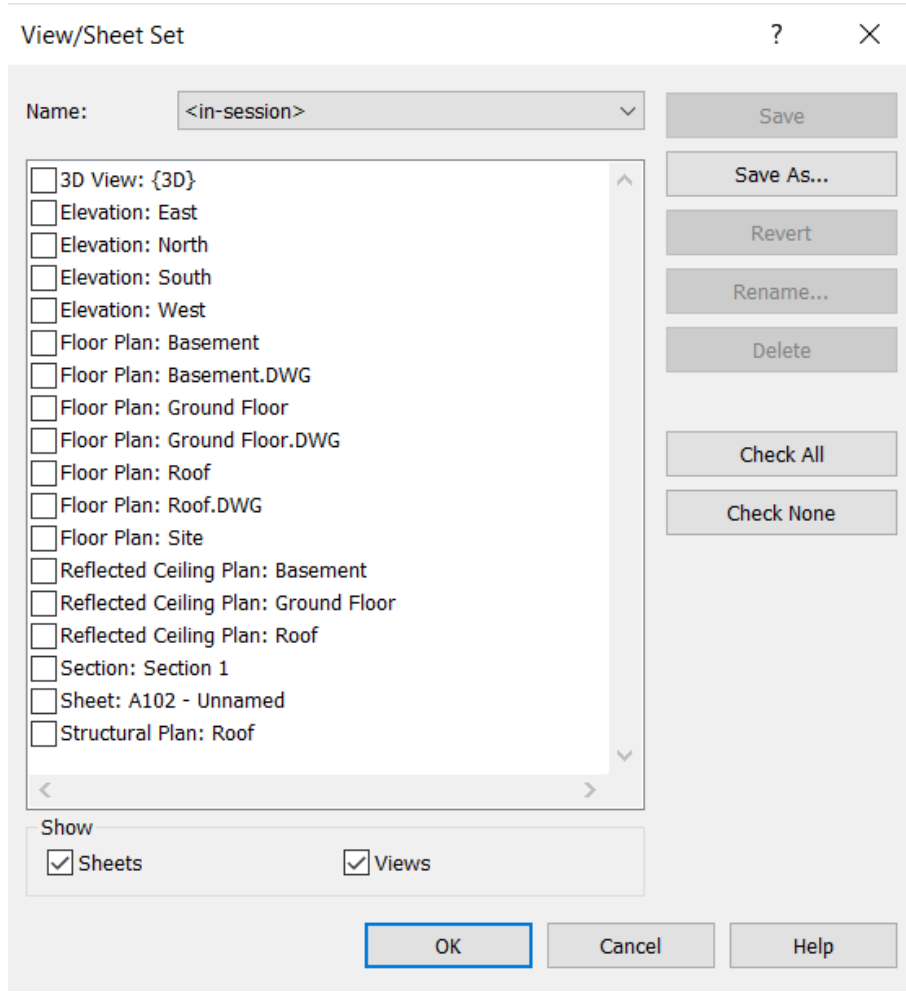 View/Sheet Set ?
Name: <in-session> Save
3D View: {3D} Save As...
Elevation: East
Elevation: North Revert
Elevation: South
Elevation: West Rename...
Floor Plan: Basement Delete
Floor Plan: Basement.DWG
Floor Plan: Ground Floor
Floor Plan: Ground Floor.DWG Check All
Floor Plan: Roof
Floor Plan: Roof.DWG Check None
Floor Plan: Site
Reflected Ceiling Plan: Basement
Reflected Ceiling Plan: Ground Floor
Reflected Ceiling Plan: Roof
Section: Section 1
Sheet: A102 - Unnamed
Structural Plan: Roof
Show
Sheets Views
OK Cancel Help